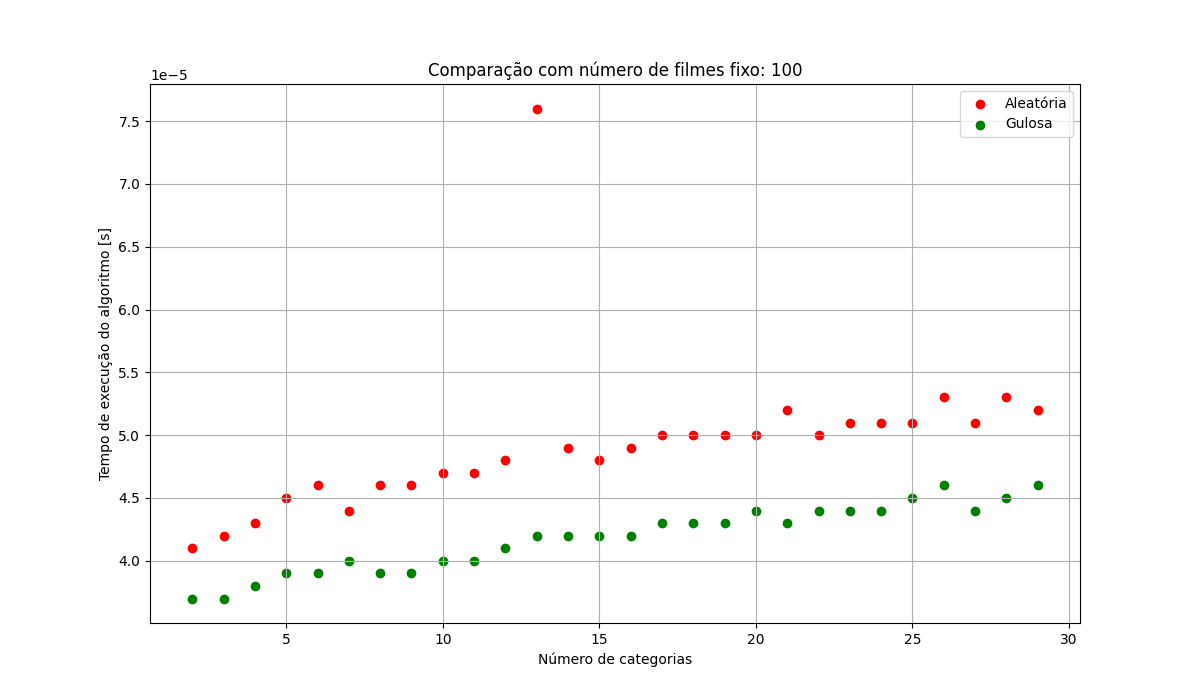 Comparação com número de filmes fixo: 100
1e−5
Aleatória
Gulosa
7.5
7.0
6.5
6.0
5.5
5.0
4.5
4.0
Tempo de execução do algoritmo [s]
5 10 15 20 25 30
Número de categorias